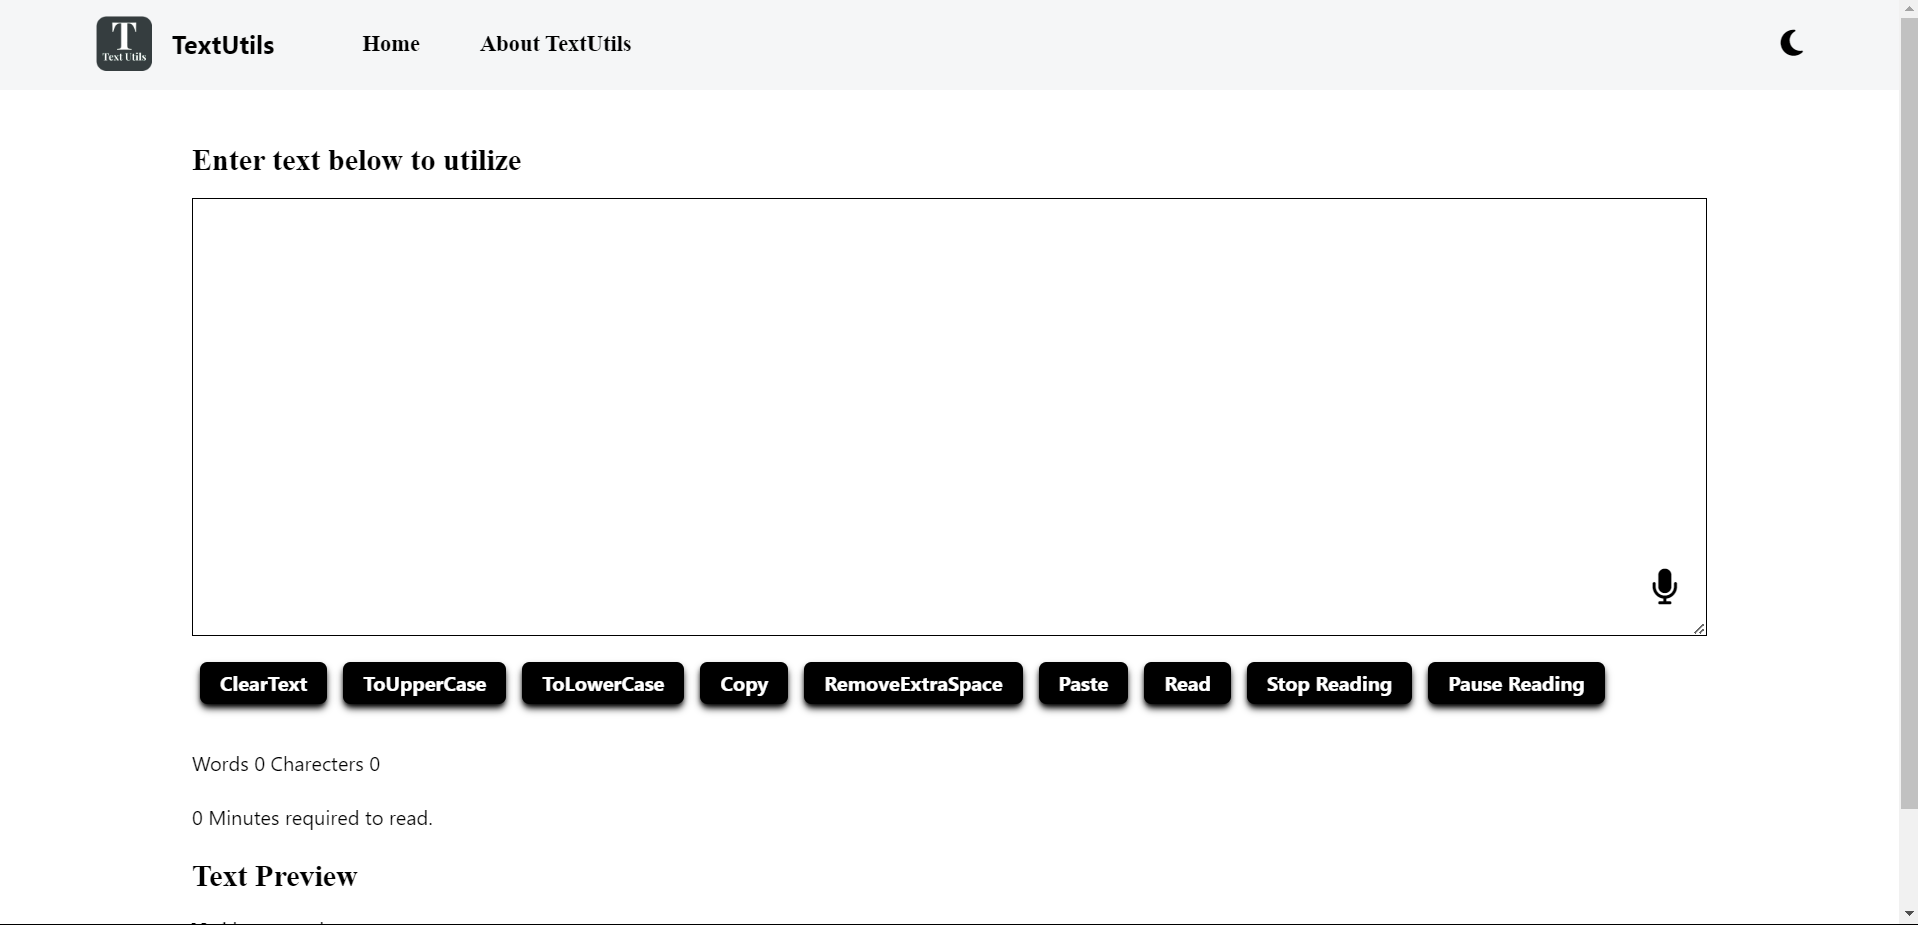 T
Text Utils
TextUtils
Home
About TextUtils
Enter text below to utilize
ClearText
ToUpperCase
ToLowerCase
Copy
RemoveExtraSpace
Paste
Read
Stop Reading
Pause Reading
Words 0 Charecters 0
0 Minutes required to read.
Text Preview